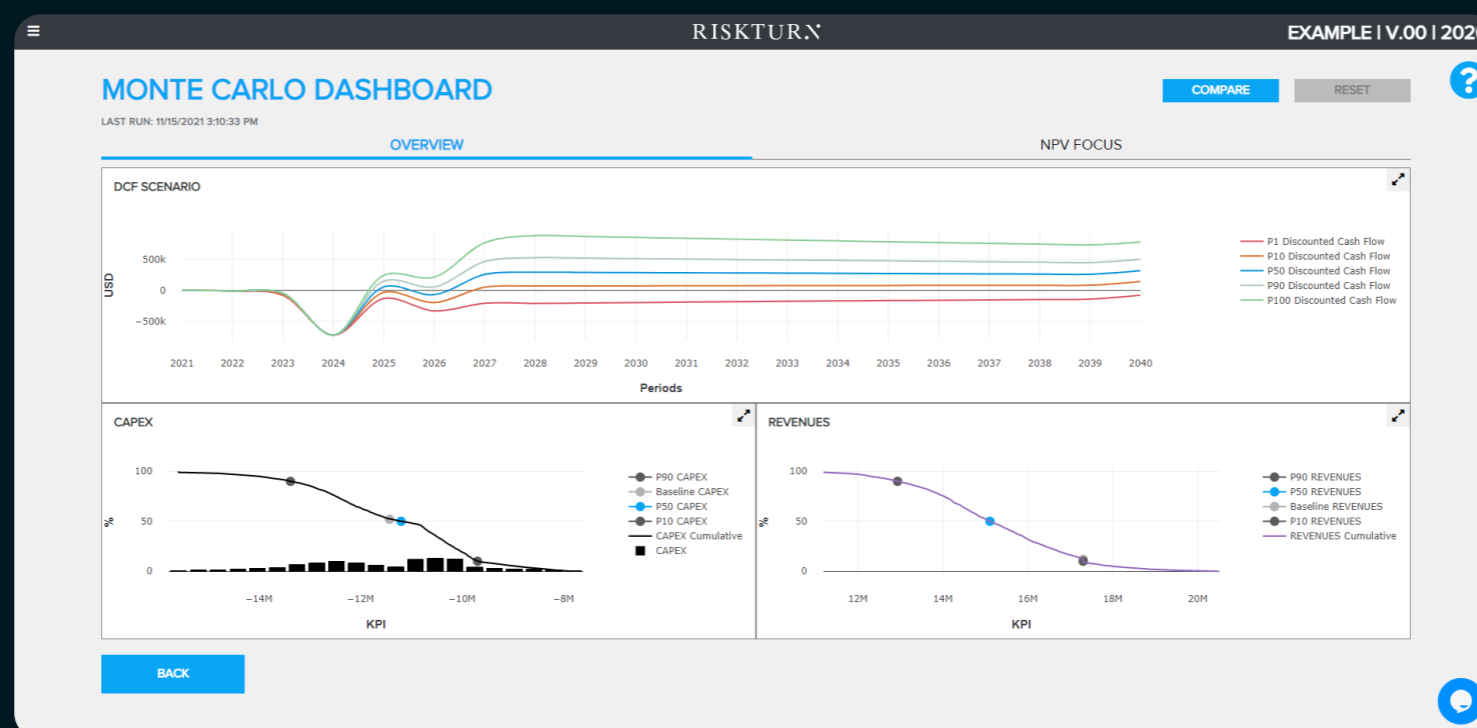 RISKTURN
EXAMPLE | V.00 | 202
MONTE CARLO DASHBOARD
COMPARE
RESET
?
LAST RUN: 11/15/2021 3:10:33 PM
OVERVIEW
NPV FOCUS
DCF SCENARIO
USD
500k
0
−500k
2021 2022 2023 2024 2025 2026 2027 2028 2029 2030 2031 2032 2033 2034 2035 2036 2037 2038 2039 2040
Periods
P1 Discounted Cash Flow
P10 Discounted Cash Flow
P50 Discounted Cash Flow
P90 Discounted Cash Flow
P100 Discounted Cash Flow
CAPEX
%
100
50
0
−14M −12M −10M −8M
KPI
P90 CAPEX
Baseline CAPEX
P50 CAPEX
P10 CAPEX
CAPEX Cumulative
CAPEX
REVENUES
%
100
50
0
12M 14M 16M 18M 20M
KPI
P90 REVENUES
P50 REVENUES
Baseline REVENUES
P10 REVENUES
REVENUES Cumulative
BACK